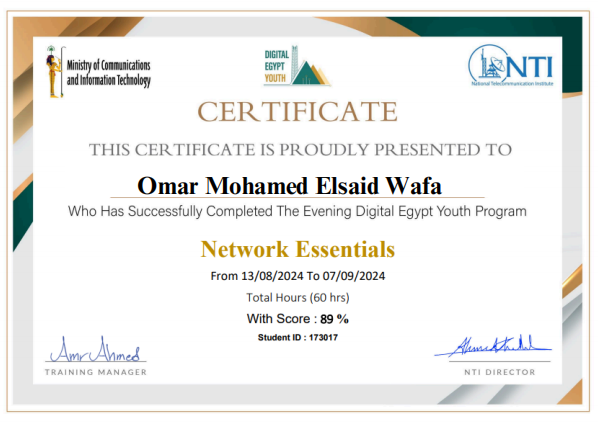 Ministry of Communications
and Information Technology
DIGITAL
EGYPT
YOUTH
NTI
National Telecommunication Institute
CERTIFICATE
THIS CERTIFICATE IS PROUDLY PRESENTED TO
Omar Mohamed Elsaid Wafa
Who Has Successfully Completed The Evening Digital Egypt Youth Program
Network Essentials
From 13/08/2024 To 07/09/2024
Total Hours (60 hrs)
With Score : 89 %
Student ID : 173017
Amr Ahmed
TRAINING MANAGER
NTI DIRECTOR